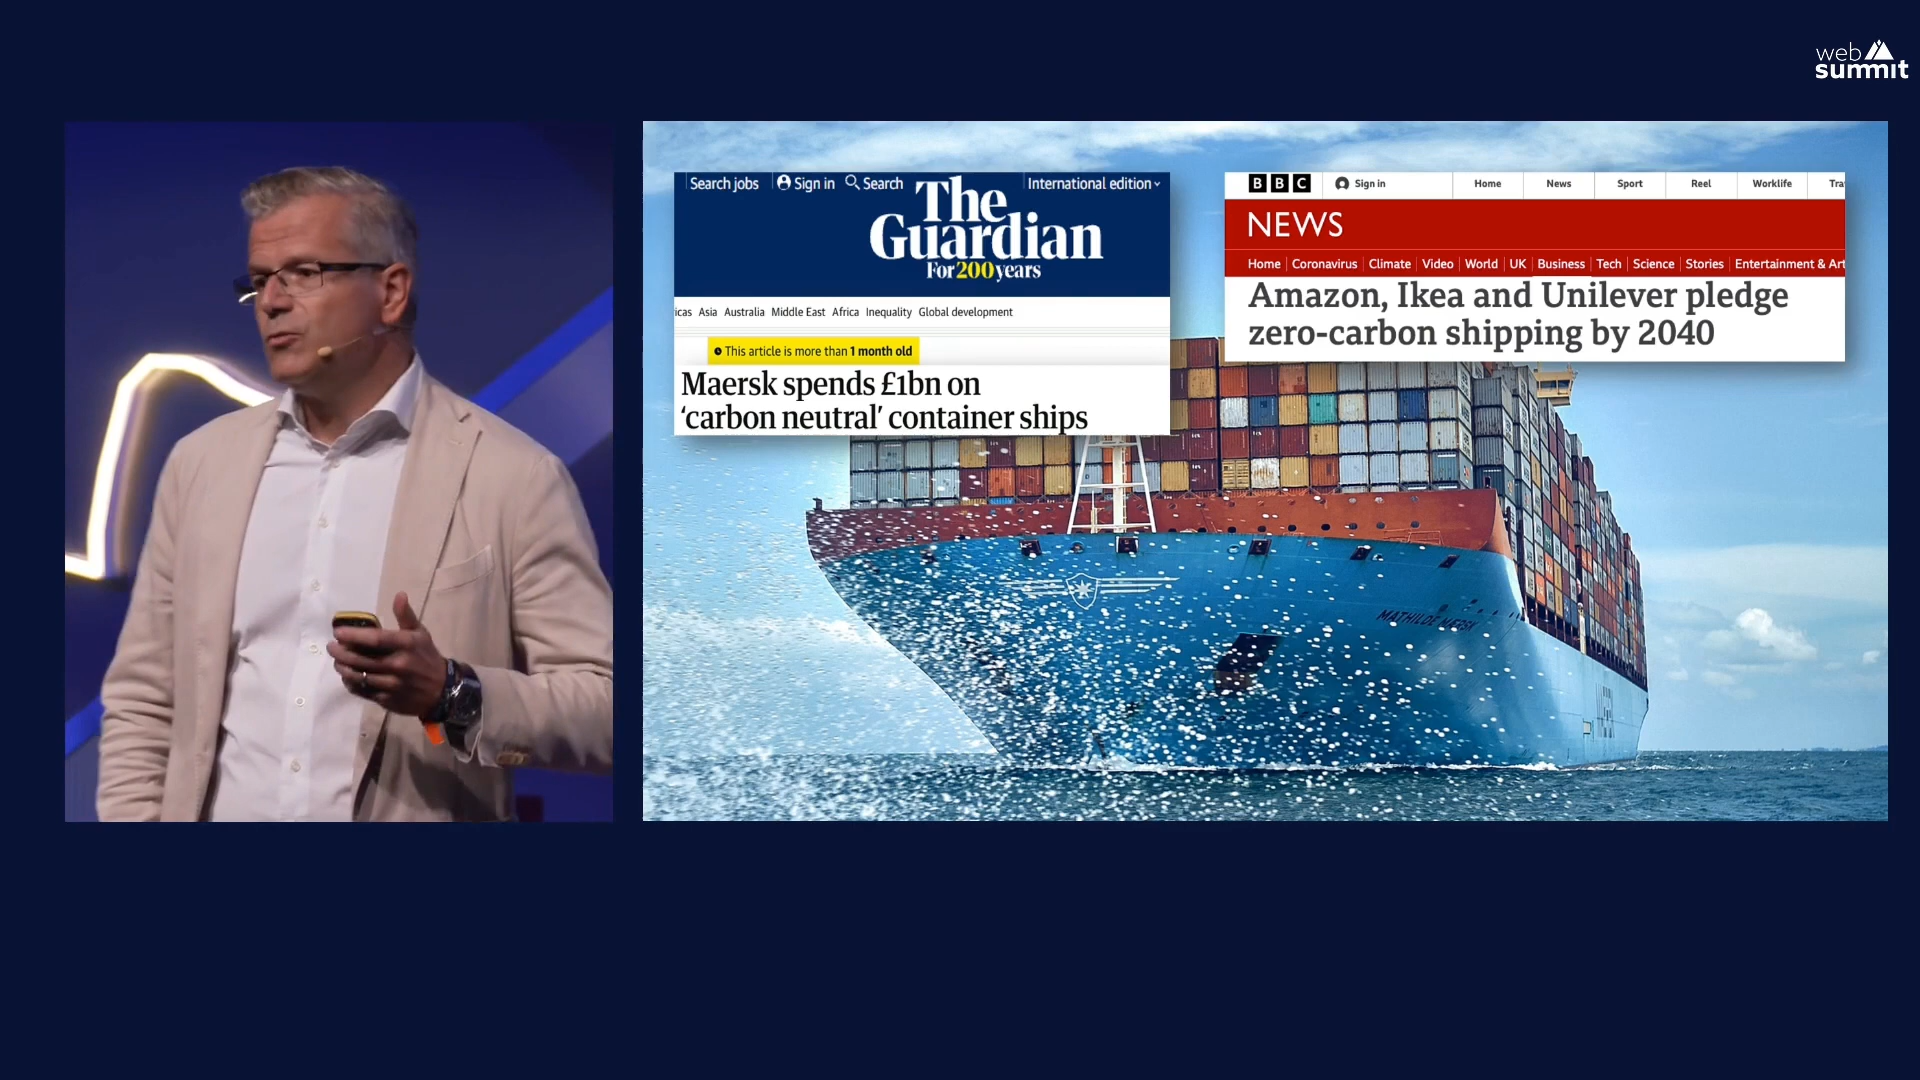 web
summit
Search jobs
Sign in
Search
International edition
The
Guardian
For 200 years
icas Asia Australia Middle East Africa Inequality Global development
This article is more than 1 month old
Maersk spends £1bn on
‘carbon neutral’ container ships
BBC
Sign in
Home News Sport Reel Worklife Tra
NEWS
Home Coronavirus Climate Video World UK Business Tech Science Stories Entertainment & Art
Amazon, Ikea and Unilever pledge
zero-carbon shipping by 2040
MATHILDE MÆRSK